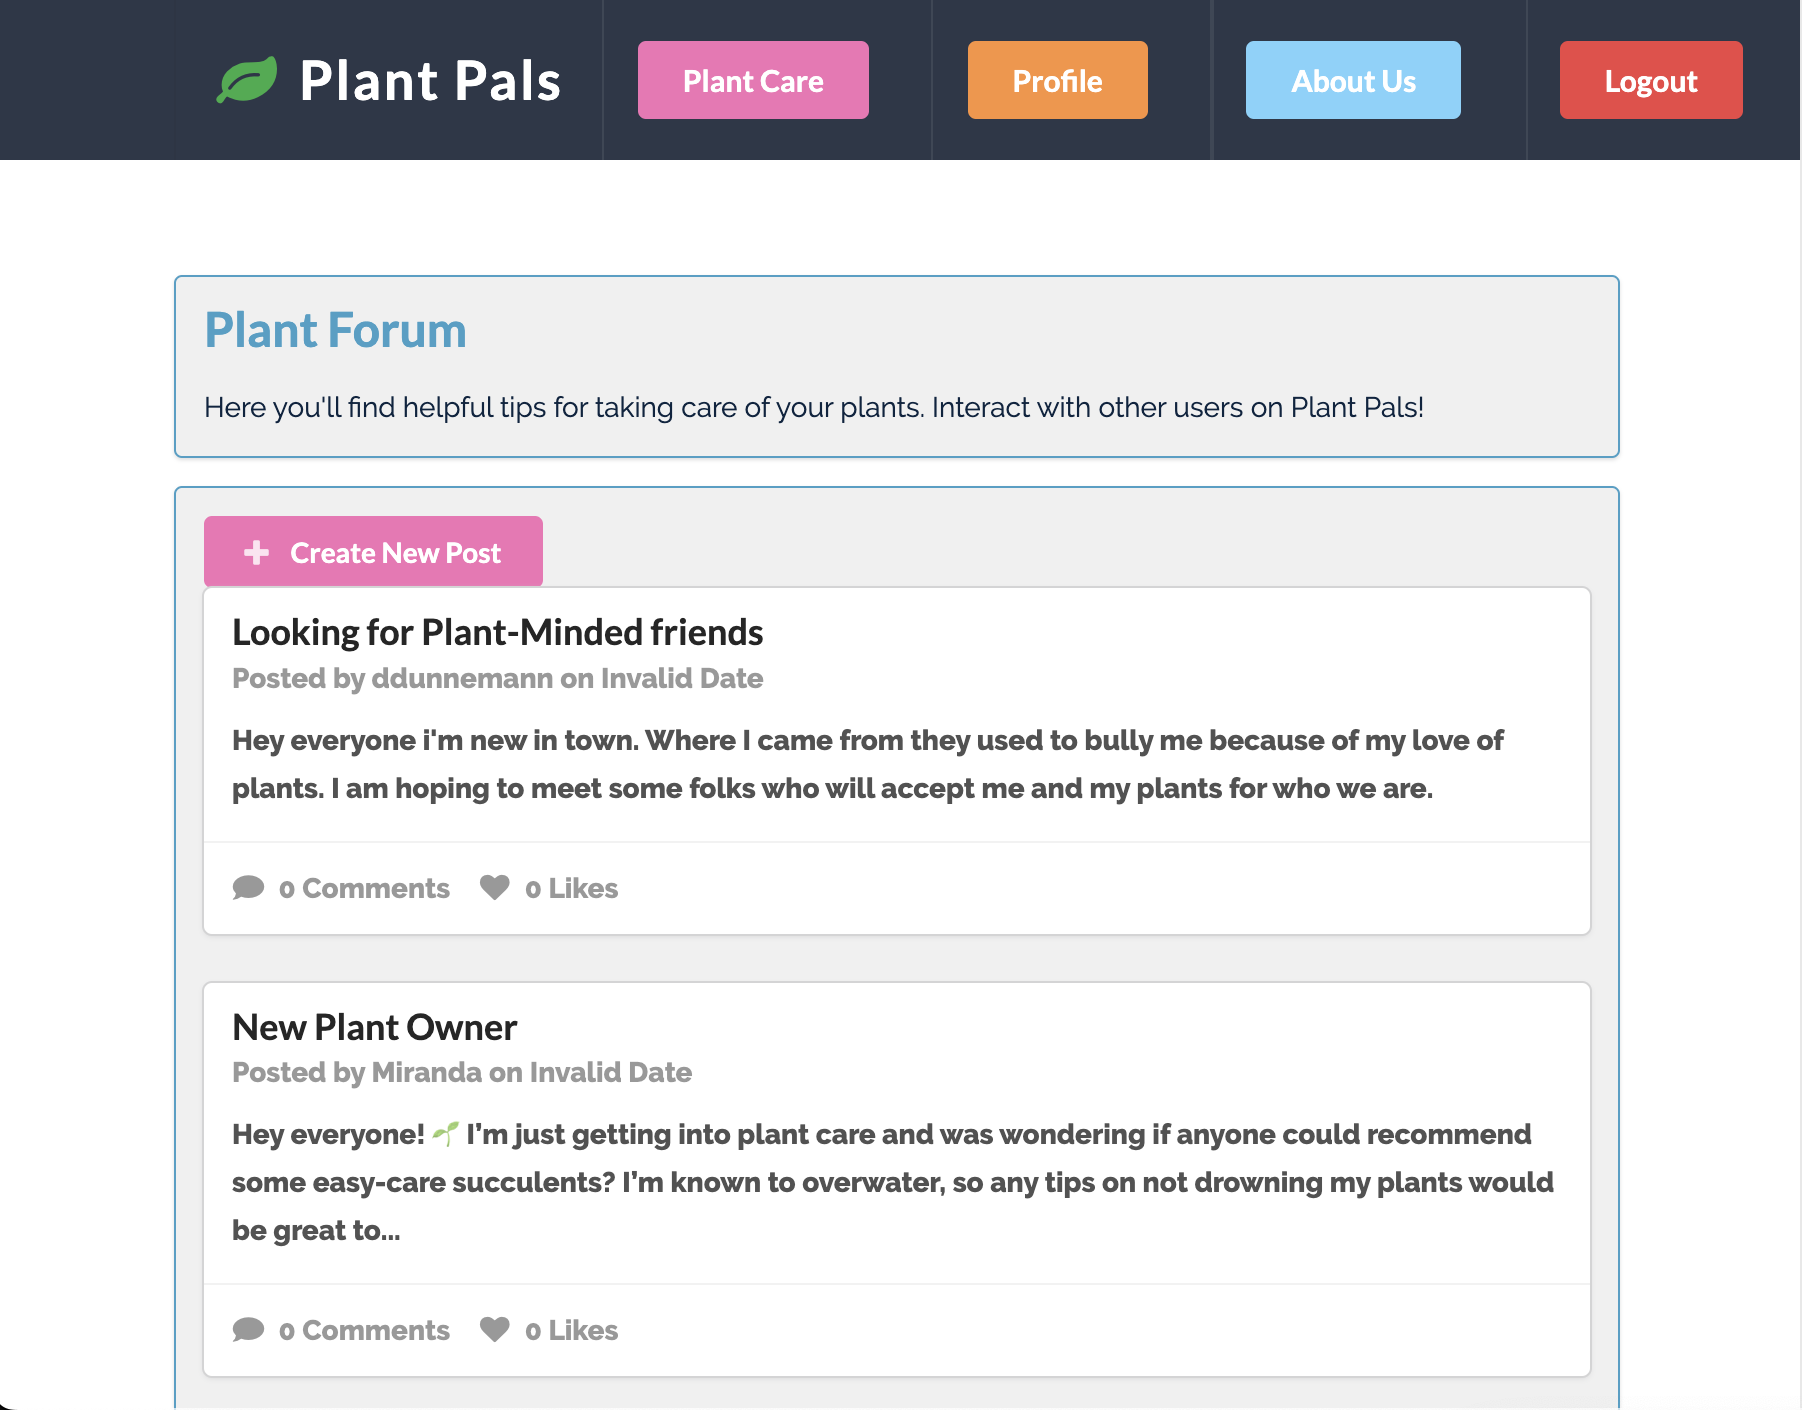 Plant Pals
Plant Care
Profile
About Us
Logout
Plant Forum
Here you'll find helpful tips for taking care of your plants. Interact with other users on Plant Pals!
Create New Post
Looking for Plant-Minded friends
Posted by ddunnemann on Invalid Date
Hey everyone i'm new in town. Where I came from they used to bully me because of my love of
plants. I am hoping to meet some folks who will accept me and my plants for who we are.
0 Comments 0 Likes
New Plant Owner
Posted by Miranda on Invalid Date
Hey everyone! 🌱 I’m just getting into plant care and was wondering if anyone could recommend
some easy-care succulents? I’m known to overwater, so any tips on not drowning my plants would
be great to...
0 Comments 0 Likes